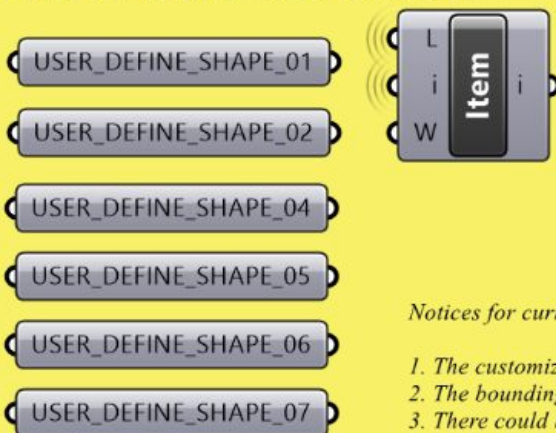 USER_DEFINE_SHAPE_01
USER_DEFINE_SHAPE_02
USER_DEFINE_SHAPE_04
USER_DEFINE_SHAPE_05
USER_DEFINE_SHAPE_06
USER_DEFINE_SHAPE_07
L
i
W
Item
i
Notices for
1. The
2. The
3. There could